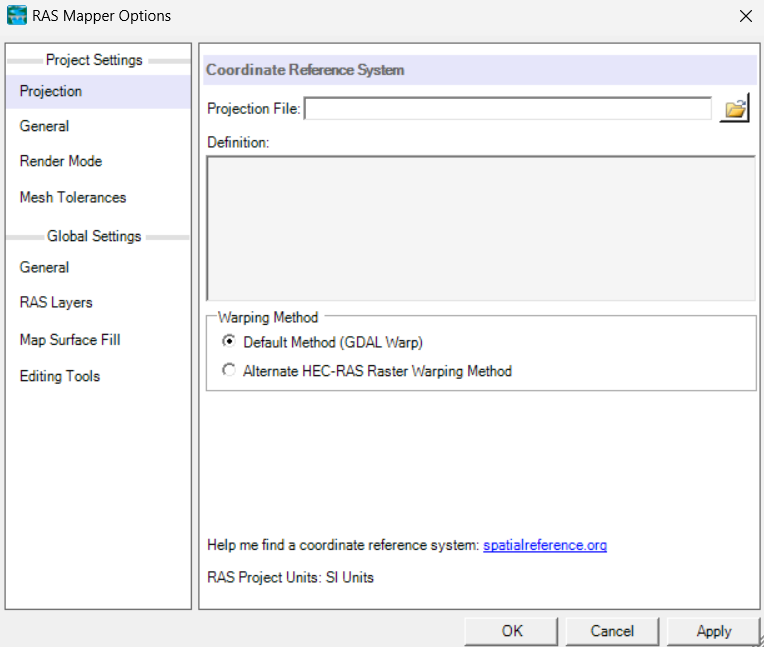 RAS Mapper Options
Project Settings
Projection
General
Render Mode
Mesh Tolerances
Global Settings
General
RAS Layers
Map Surface Fill
Editing Tools
Coordinate Reference System
Projection File:
Definition:
Warping Method
Default Method (GDAL Warp)
Alternate HEC-RAS Raster Warping Method
Help me find a coordinate reference system: spatialreference.org
RAS Project Units: SI Units
OK Cancel Apply